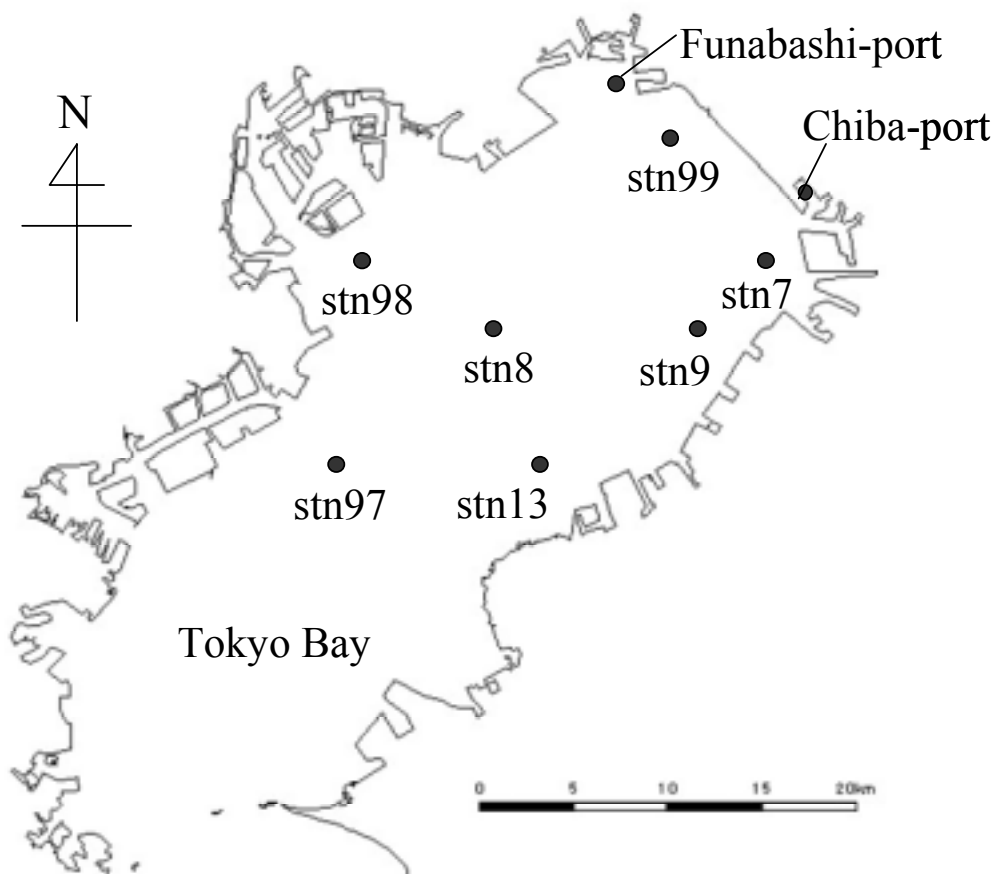 Funabashi-port
N
Chiba-port
stn99
stn98
stn7
stn8
stn9
stn97
stn13
Tokyo Bay
0 5 10 15 20km